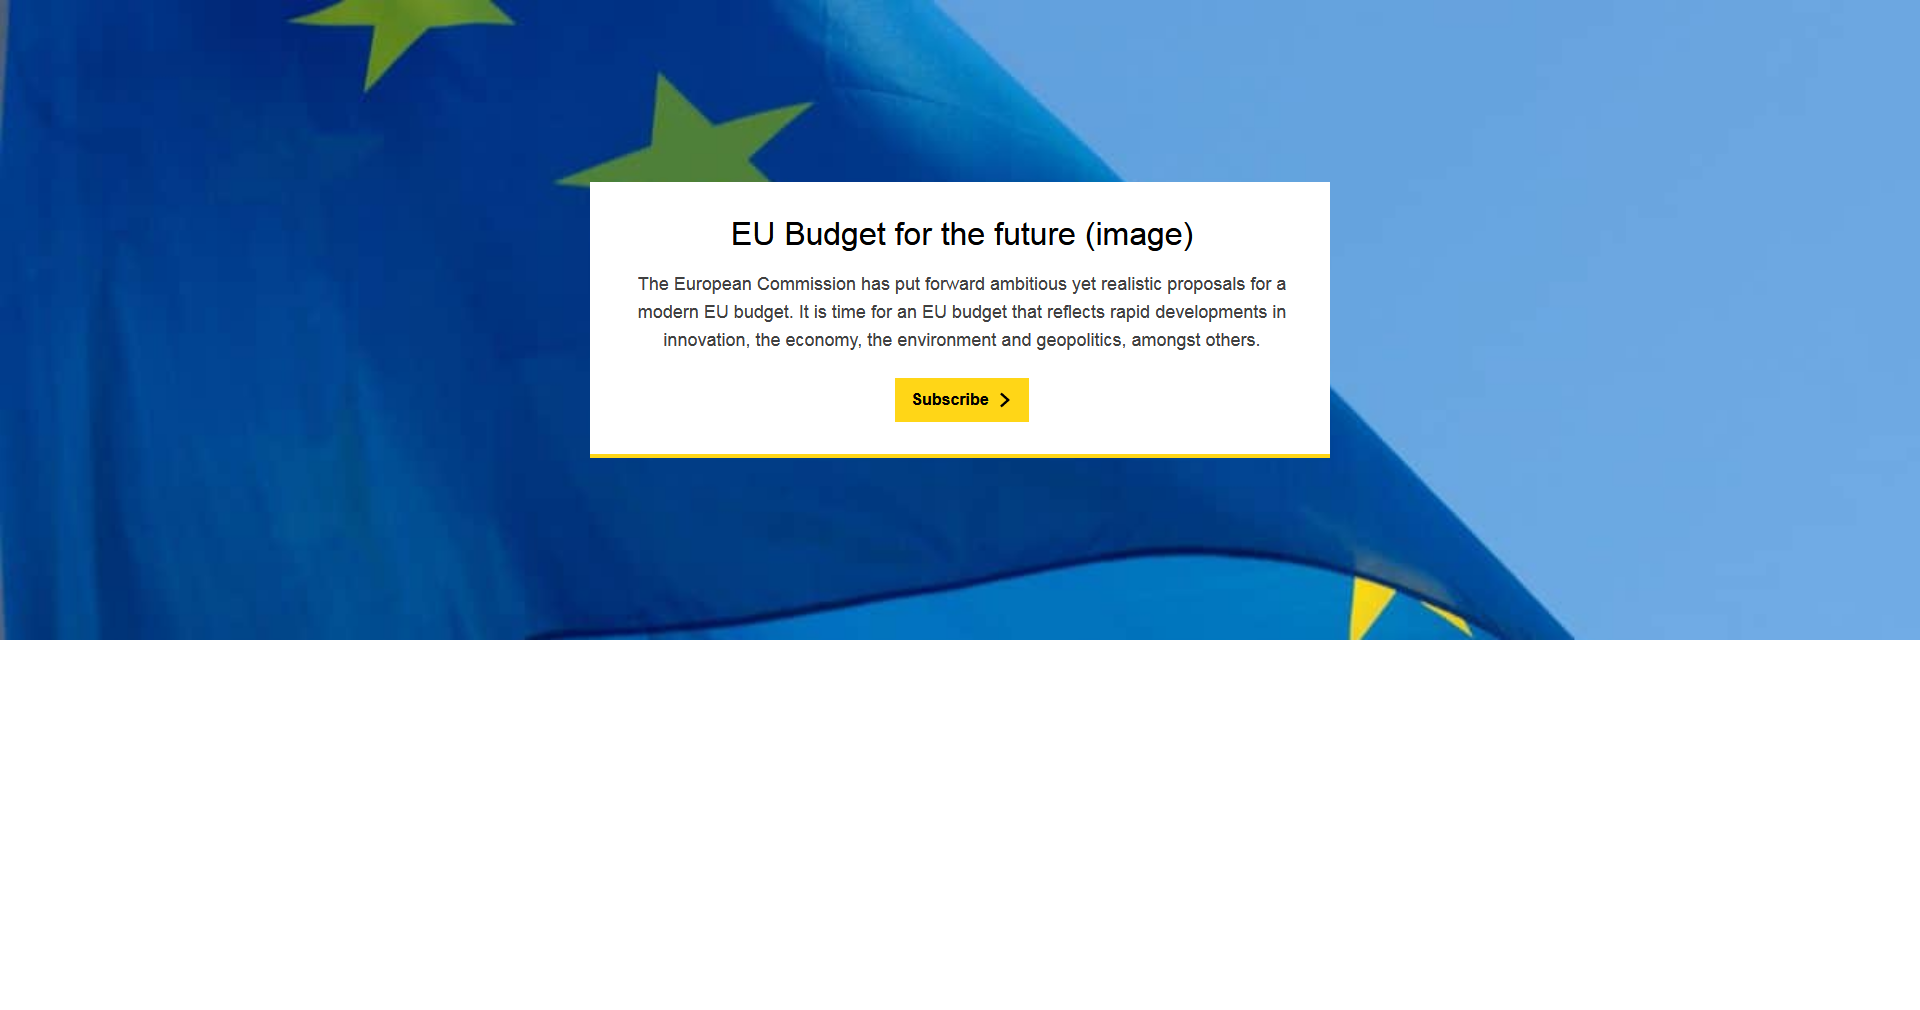 EU Budget for the future (image)
The European Commission has put forward ambitious yet realistic proposals for a
modern EU budget. It is time for an EU budget that reflects rapid developments in
innovation, the economy, the environment and geopolitics, amongst others.
Subscribe